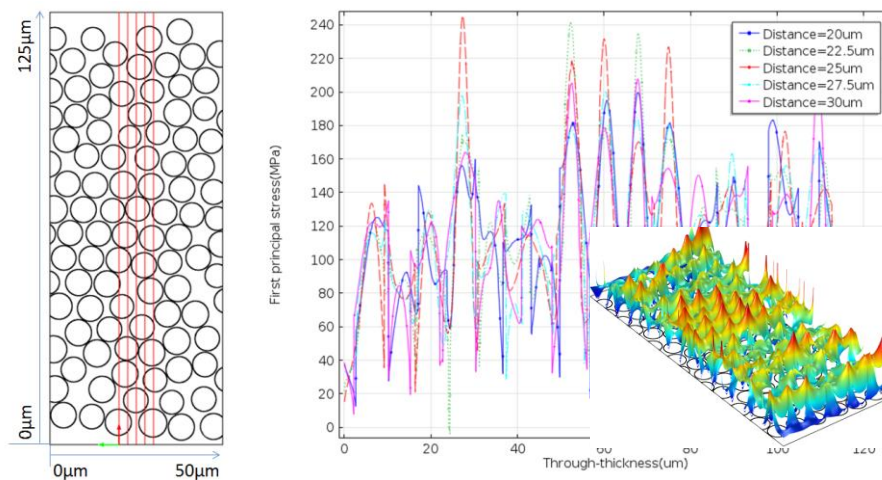 125μm
0μm
0μm
50μm
First principal stress(MPa)
240
220
200
180
160
140
120
100
80
60
40
20
0
0
20
40
60
80
100
120
Through-thickness(um)
Distance=20um
Distance=22.5um
Distance=25um
Distance=27.5um
Distance=30um